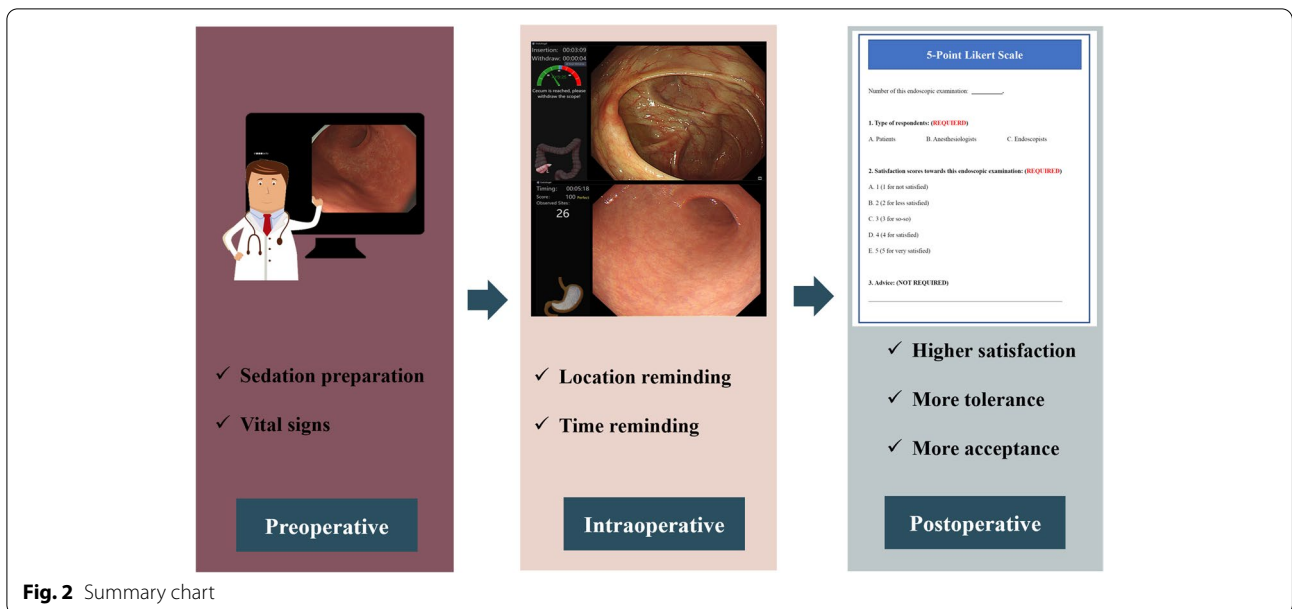 Insertion: 00:03:09
Withdraw: 00:00:04
Cecum is reached, please
withdraw the scope!
Timing: 00:05:18
Score: 100 Perfect
Observed Sites:
26
5-Point Likert Scale
Number of this endoscopic examination: ________.
1. Type of respondents: (REQUIERD)
A. Patients B. Anesthesiologists C. Endoscopists
2. Satisfaction scores towards this endoscopic examination: (REQUIRED)
A. 1 (1 for not satisfied)
B. 2 (2 for less satisfied)
C. 3 (3 for so-so)
D. 4 (4 for satisfied)
E. 5 (5 for very satisfied)
3. Advice: (NOT REQUIRED)
✓ Sedation preparation
✓ Vital signs
Preoperative
✓ Location reminding
✓ Time reminding
Intraoperative
✓ Higher satisfaction
✓ More tolerance
✓ More acceptance
Postoperative
Fig. 2 Summary chart